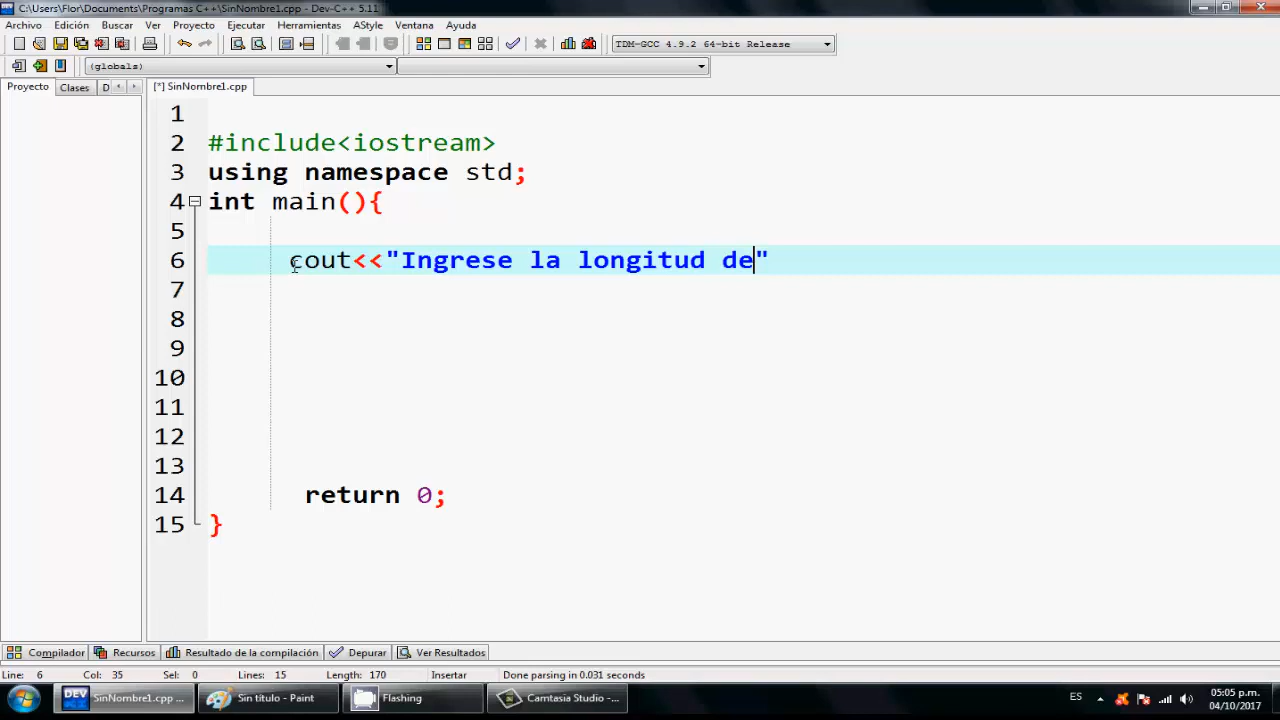 C:\Users\Flor\Documents\Programas C++\SinNombre1.cpp - Dev-C++ 5.11
Archivo Edición Buscar Ver Proyecto Ejecutar Herramientas AStyle Ventana Ayuda
TDM-GCC 4.9.2 64-bit Release
(globals)
Proyecto Clases D [*] SinNombre1.cpp
1
2 #include<iostream>
3 using namespace std;
4 int main(){
5
6 cout<<"Ingrese la longitud de"
7
8
9
10
11
12
13
14 return 0;
15 }
Compilador Recursos Resultado de la compilación Depurar Ver Resultados
Line: 6 Col: 35 Sel: 0 Lines: 15 Length: 170 Insertar Done parsing in 0.031 seconds
DEV SinNombre1.cpp ... Sin título - Paint Flashing Camtasia Studio -... ES 05:05 p.m.
04/10/2017